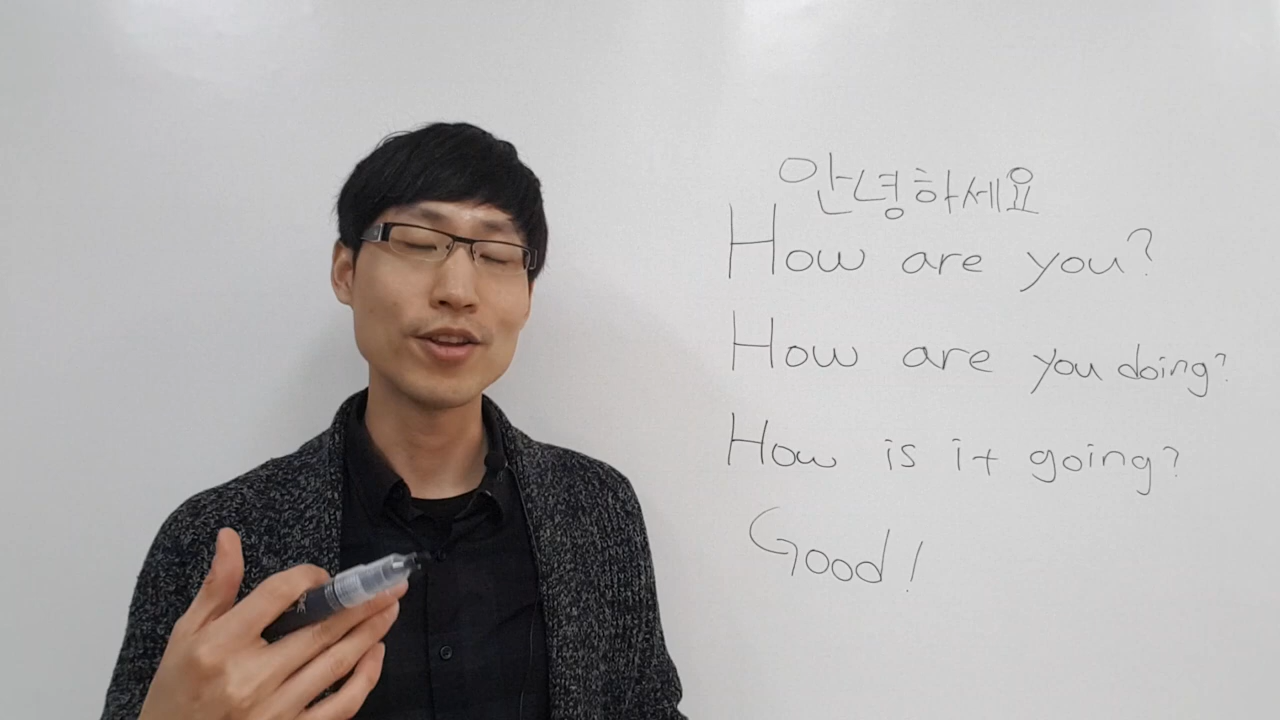 안녕하세요
How are you?
How are you doing?
How is it going?
Good!